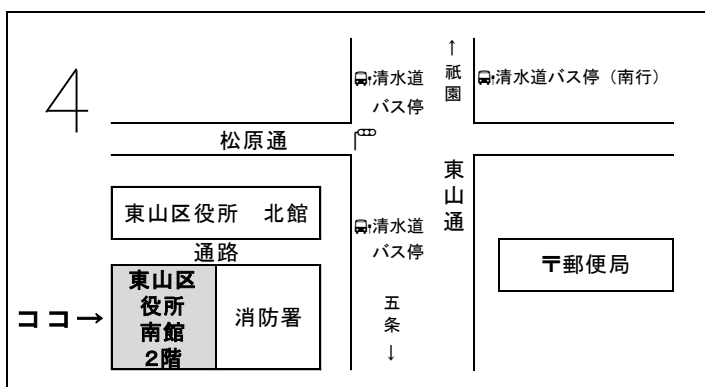 清水道
バス停
↑
祇園
清水道バス停（南行）
松原通
東山通
東山区役所　北館
清水道
バス停
通路
〒郵便局
ココ→
東山区
役所
南館
2階
消防署
五条
↓